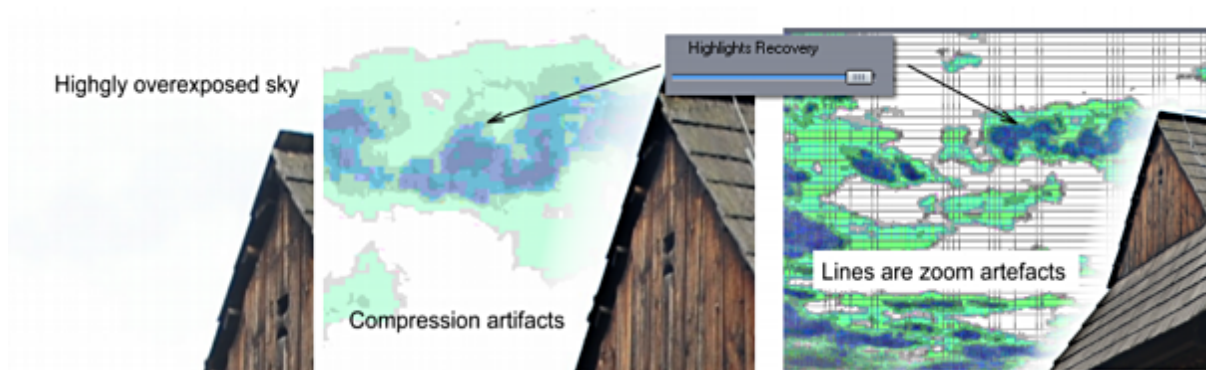 Highgly overexposed sky
Highlights Recovery
Compression artifacts
Lines are zoom artefacts